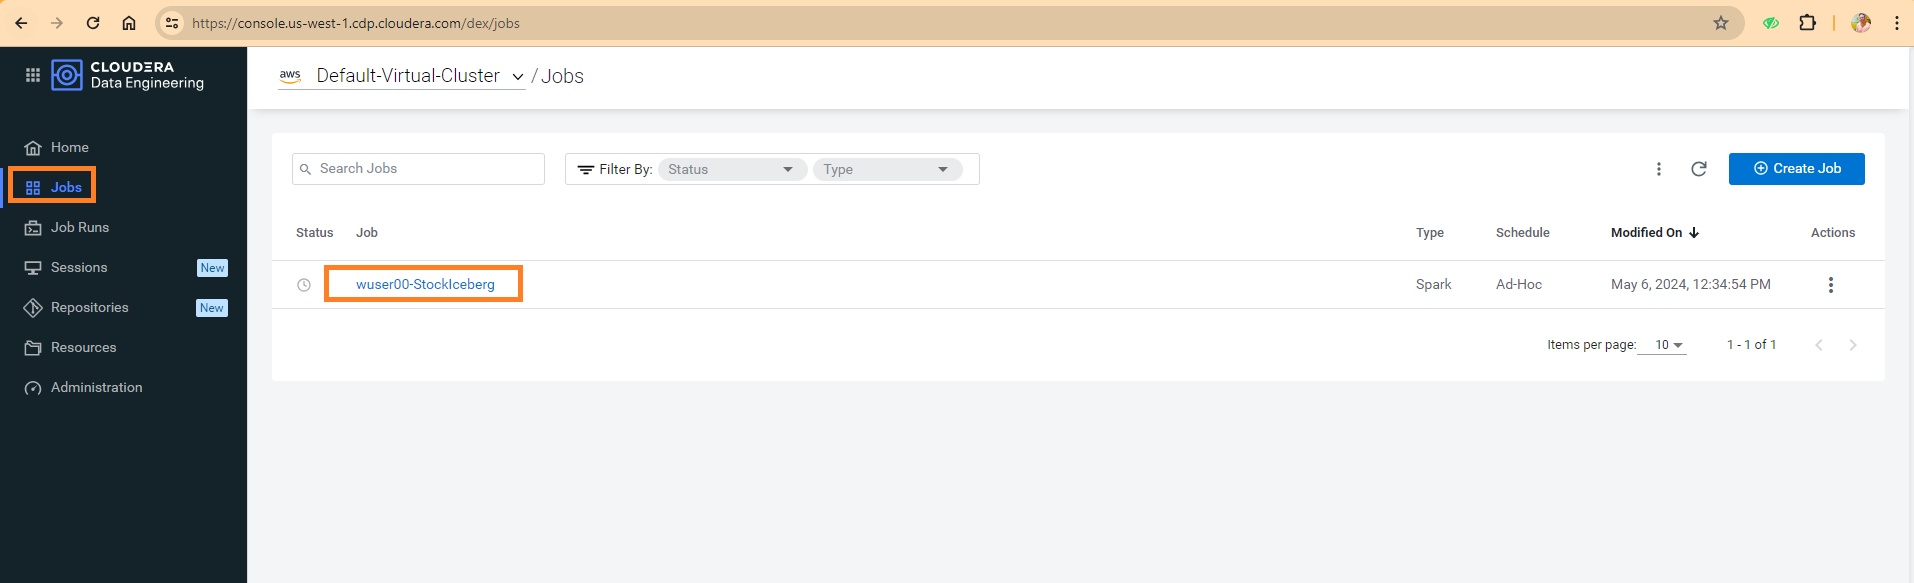 https://console.us-west-1.cdp.cloudera.com/dex/jobs
CLOUDERA
Data Engineering
aws Default-Virtual-Cluster / Jobs
Home
Jobs
Job Runs
Sessions New
Repositories New
Resources
Administration
Search Jobs Filter By: Status Type Create Job
Status Job Type Schedule Modified On Actions
wuser00-StockIceberg Spark Ad-Hoc May 6, 2024, 12:34:54 PM
Items per page: 10 1 - 1 of 1